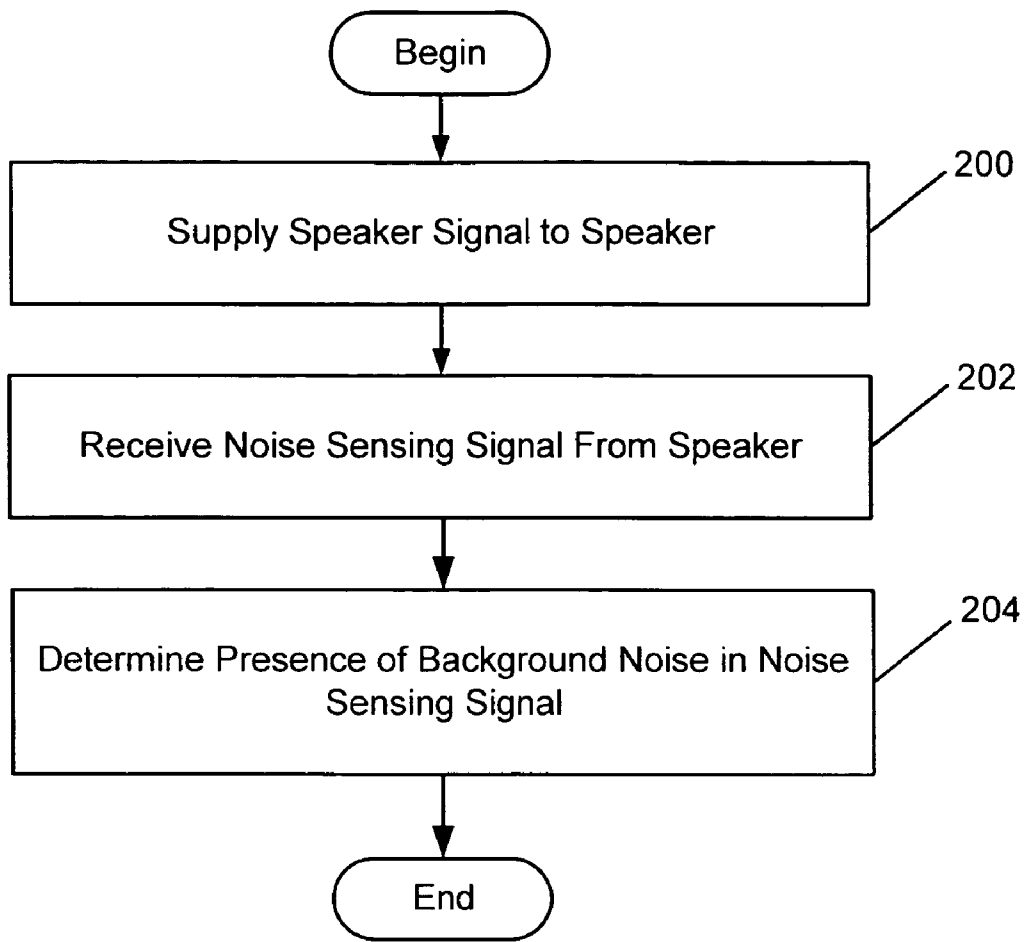 Begin
200
Supply Speaker Signal to Speaker
202
Receive Noise Sensing Signal From Speaker
204
Determine Presence of Background Noise in Noise
Sensing Signal
End